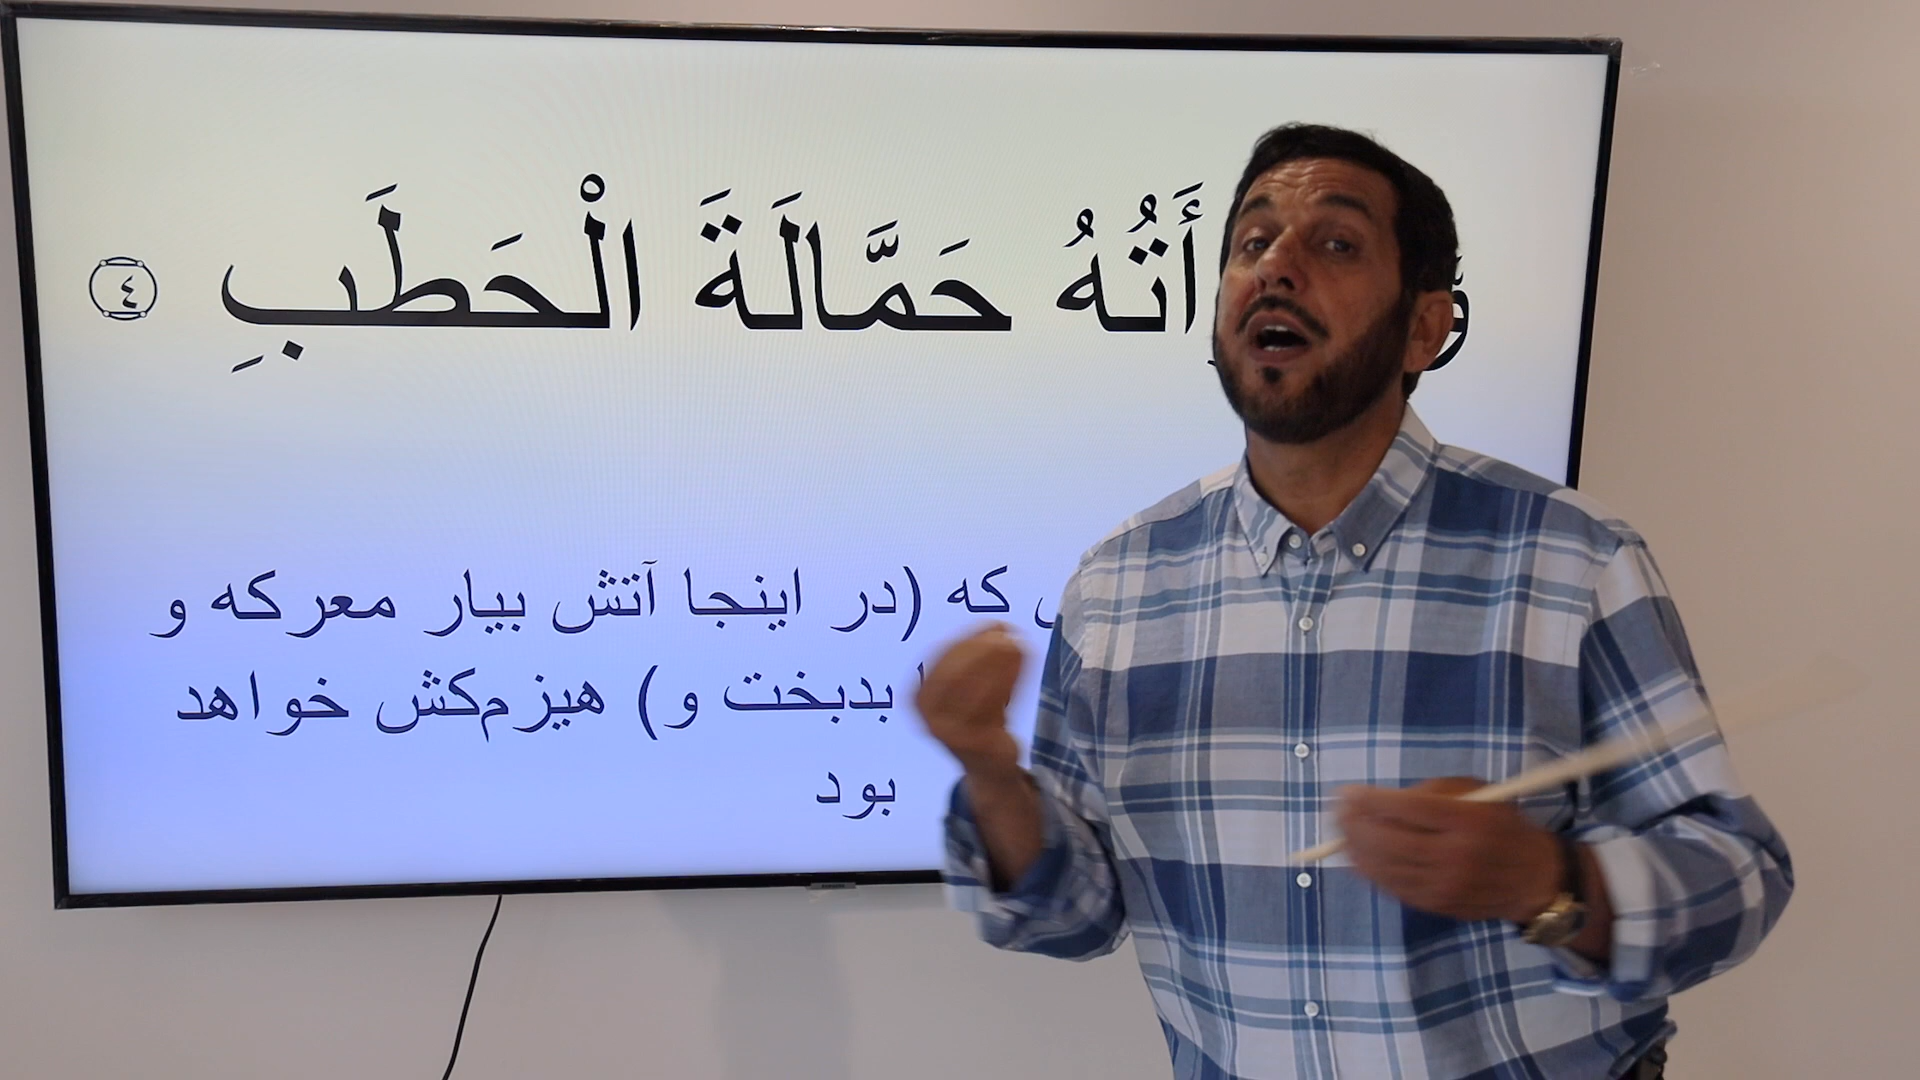 أَتُهُ حَمَّالَةَ الْحَطَبِ ٤
که (در اینجا آتش بیار معرکه و
بدبخت و) هیزم‌کش خواهد
بود